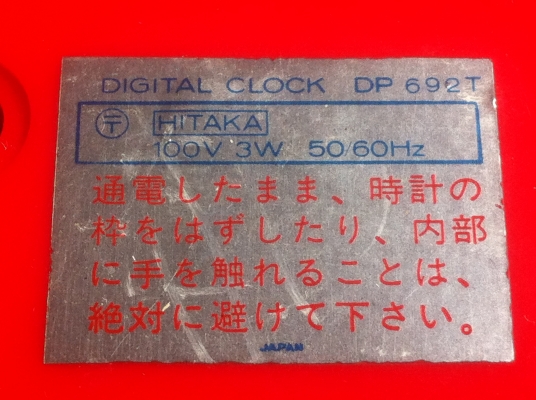 DIGITAL CLOCK DP 692T
〒 HITAKA
100V 3W 50/60Hz
通電したまま、時計の
枠をはずしたり、内部
に手を触れることは、
絶対に避けて下さい。
JAPAN